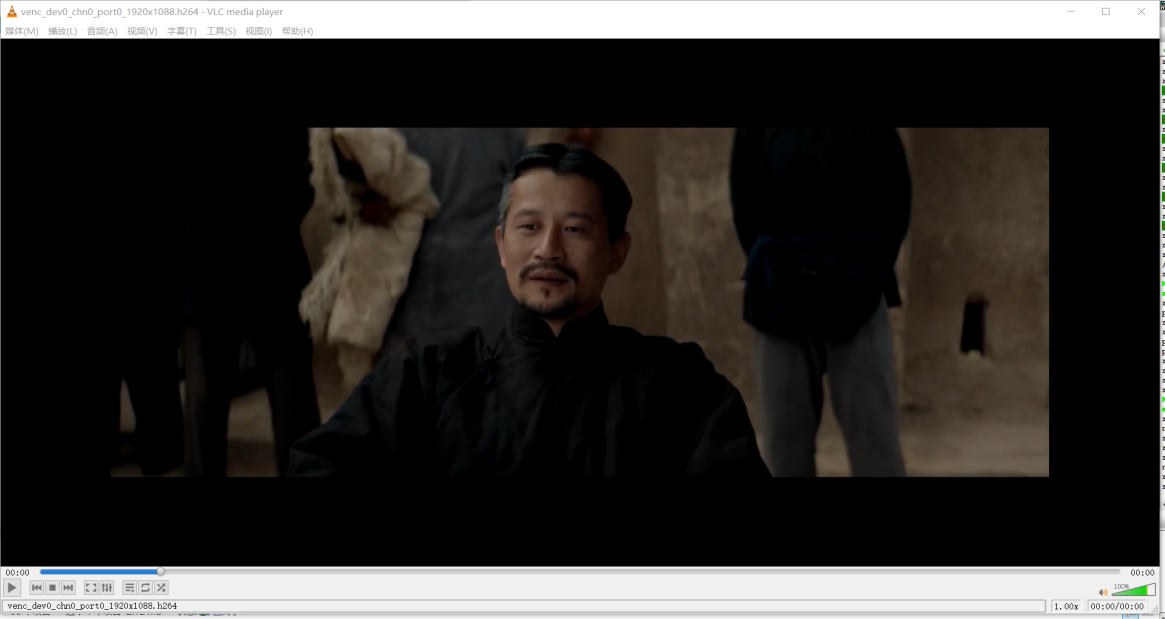 venc_dev0_chn0_port0_1920x1088.h264 - VLC media player
媒体(M) 播放(L) 音频(A) 视频(V) 字幕(T) 工具(S) 视图(I) 帮助(H)
00:00 00:00
100%
venc_dev0_chn0_port0_1920x1088.h264 1.00x 00:00/00:00